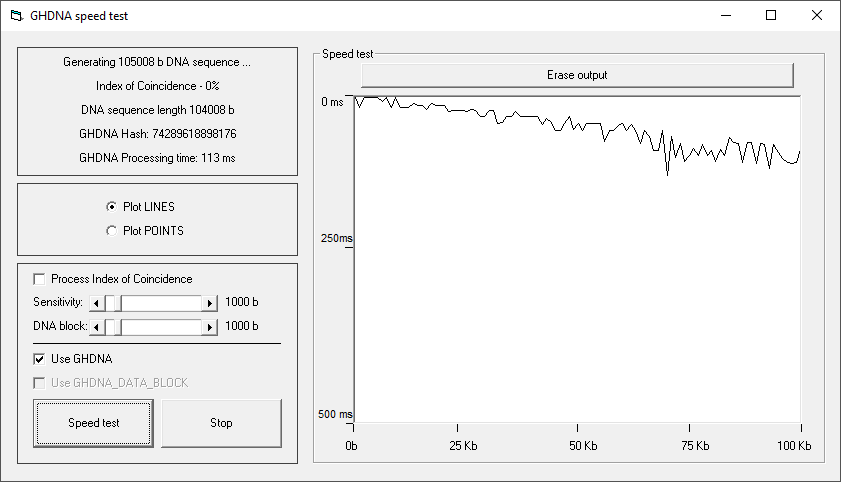 GHDNA speed test
Generating 105008 b DNA sequence ...
Index of Coincidence - 0%
DNA sequence length 104008 b
GHDNA Hash: 74289618898176
GHDNA Processing time: 113 ms
Plot LINES
Plot POINTS
Process Index of Coincidence
Sensitivity: 1000 b
DNA block: 1000 b
Use GHDNA
Use GHDNA_DATA_BLOCK
Speed test Stop
Speed test
Erase output
0 ms
250ms
500 ms
0b 25 Kb 50 Kb 75 Kb 100 Kb